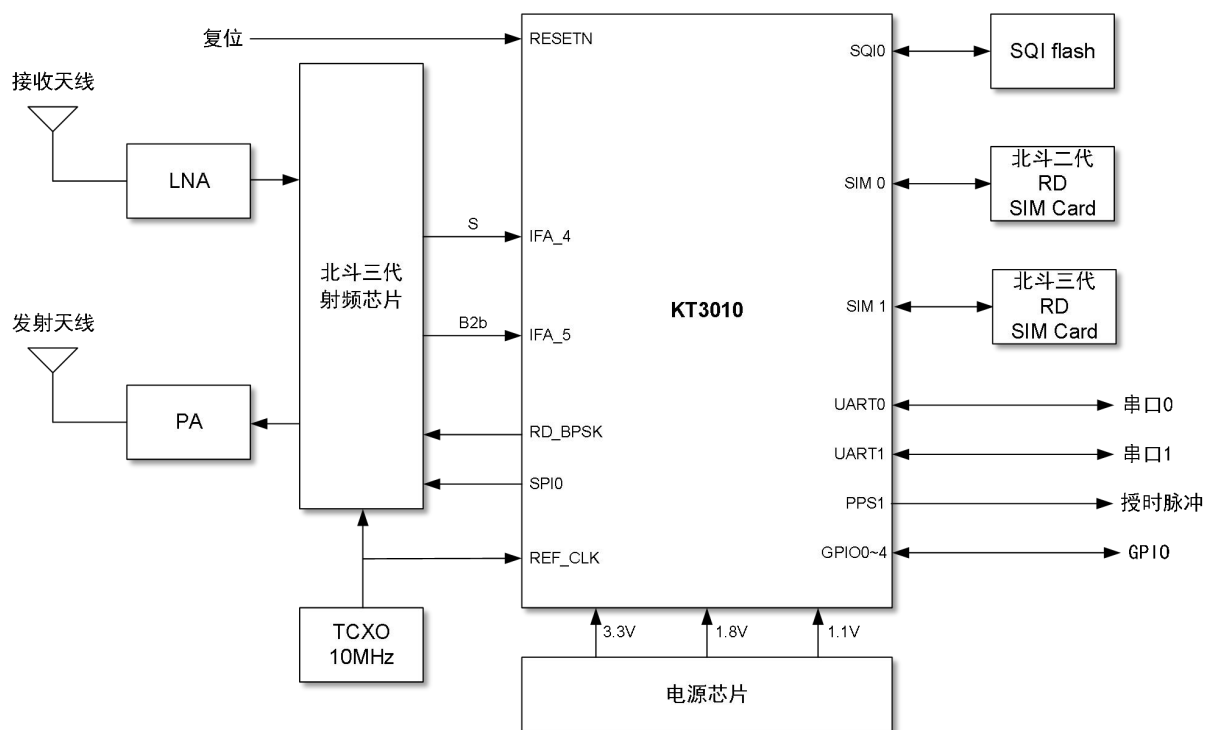 复位
RESETN
SQI0
SQI flash
接收天线
LNA
北斗二代
RD
SIM Card
SIM 0
S
IFA_4
北斗三代
射频芯片
KT3010
SIM 1
北斗三代
RD
SIM Card
发射天线
B2b
IFA_5
PA
RD_BPSK
UART0
串口0
SPI0
UART1
串口1
PPS1
授时脉冲
REF_CLK
GPIO0~4
GPIO
TCXO
10MHz
3.3V
1.8V
1.1V
电源芯片